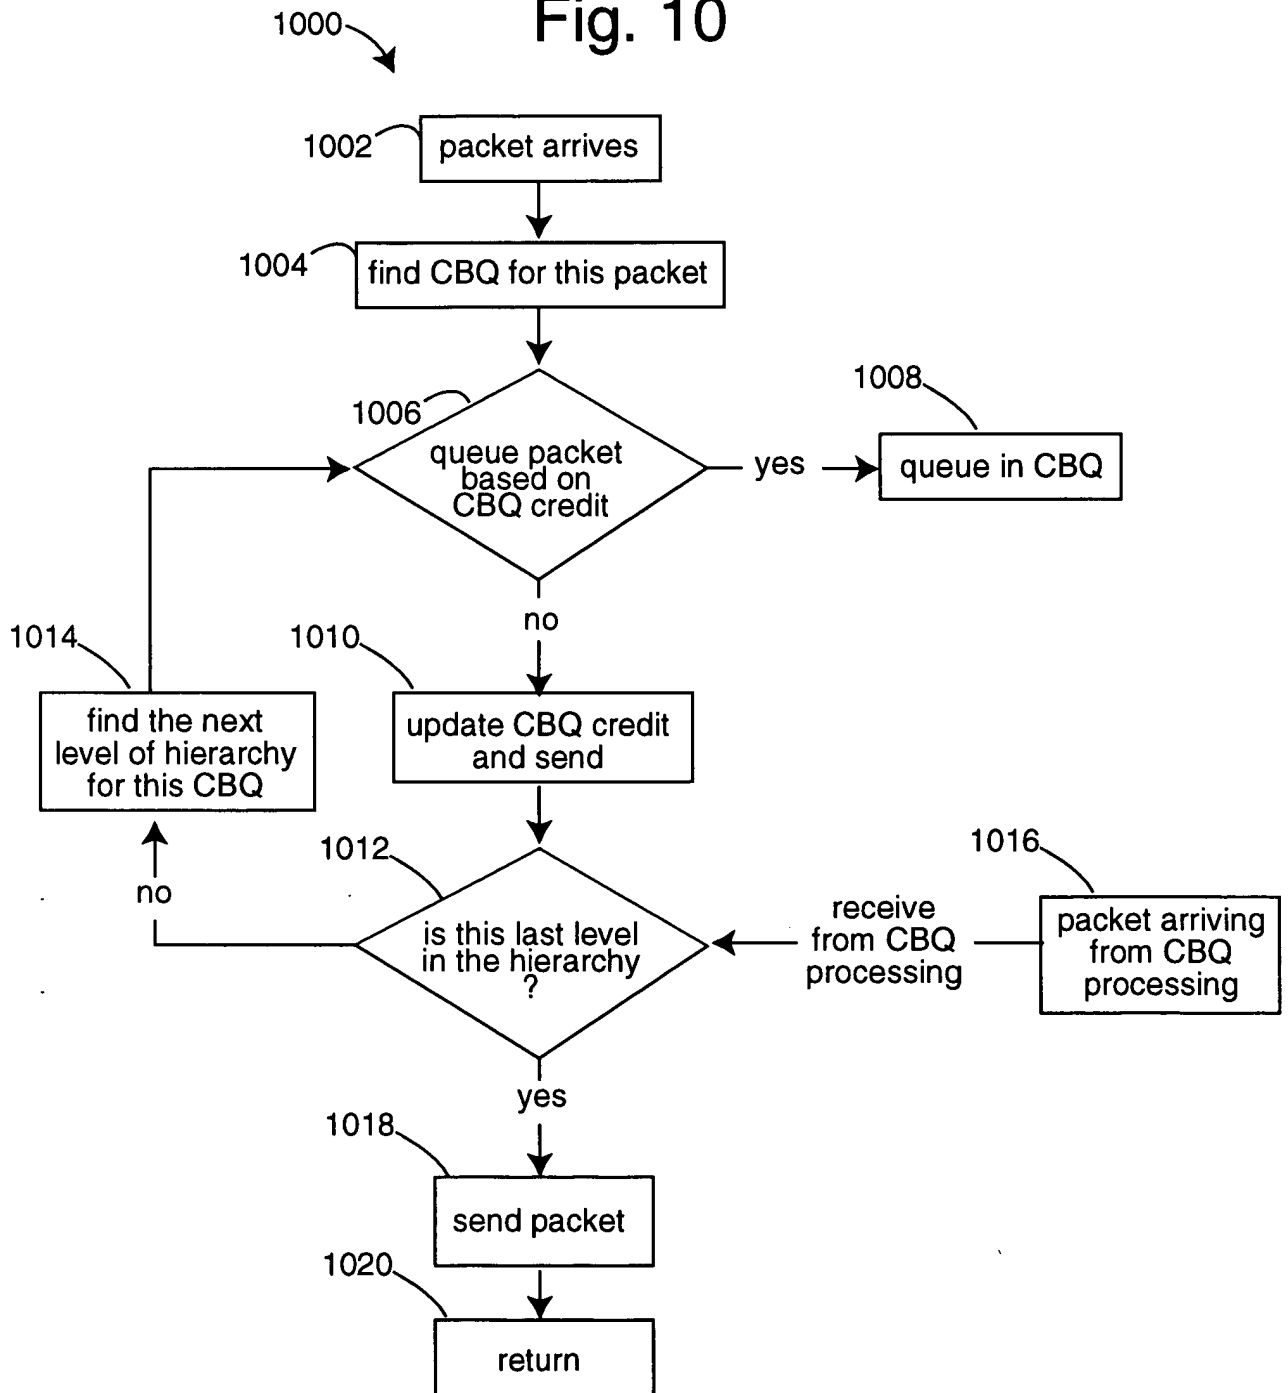 Fig. 10
1000
1002
packet arrives
1004
find CBQ for this packet
1006
queue packet
based on
CBQ credit
yes
1008
queue in CBQ
no
1014
find the next
level of hierarchy
for this CBQ
1010
update CBQ credit
and send
1012
is this last level
in the hierarchy
?
no
receive
from CBQ
processing
1016
packet arriving
from CBQ
processing
yes
1018
send packet
1020
return